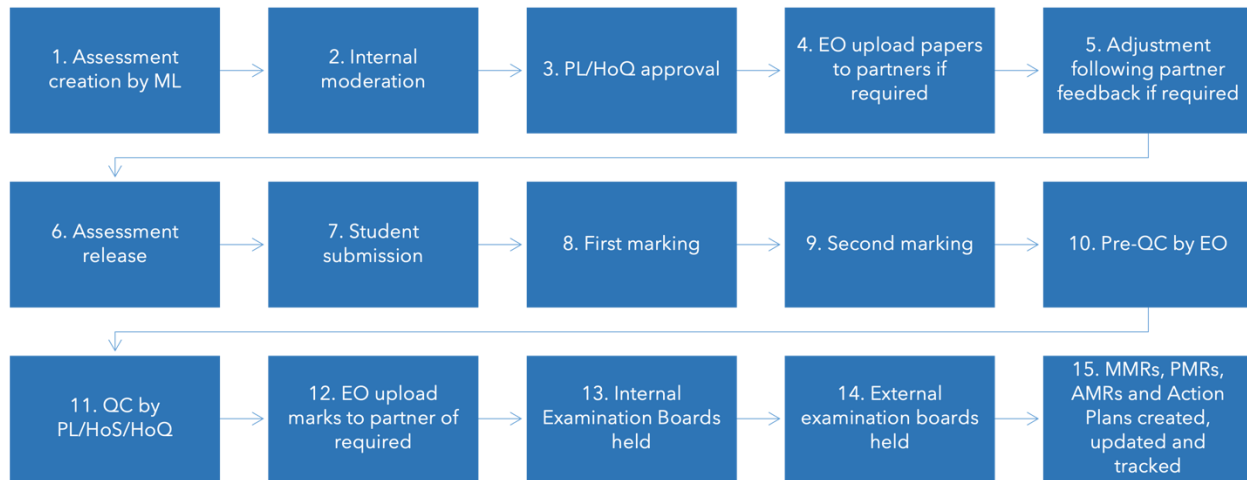 1. Assessment
creation by ML
2. Internal
moderation
3. PL/HoQ approval
4. EO upload papers
to partners if
required
5. Adjustment
following partner
feedback if required
6. Assessment
release
7. Student
submission
8. First marking
9. Second marking
10. Pre-QC by EO
11. QC by
PL/HoS/HoQ
12. EO upload
marks to partner of
required
13. Internal
Examination Boards
held
14. External
examination boards
held
15. MMRs, PMRs,
AMRs and Action
Plans created,
updated and
tracked